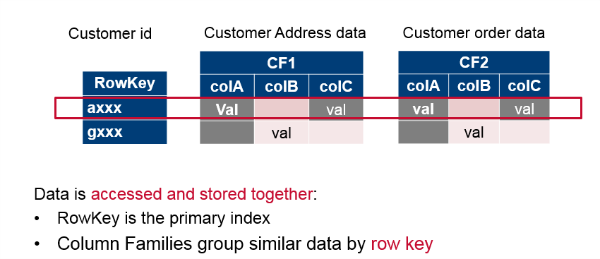 Customer id Customer Address data Customer order data
CF1 CF2
RowKey colA colB colC colA colB colC
axxx Val val val val
gxxx val val
Data is accessed and stored together:
• RowKey is the primary index
• Column Families group similar data by row key